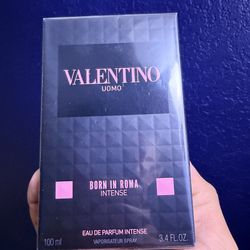 VALENTINO
UOMO
BORN IN ROMA
INTENSE
EAU DE PARFUM INTENSE
100 ml VAPORISATEUR SPRAY 3.4 FL.OZ.